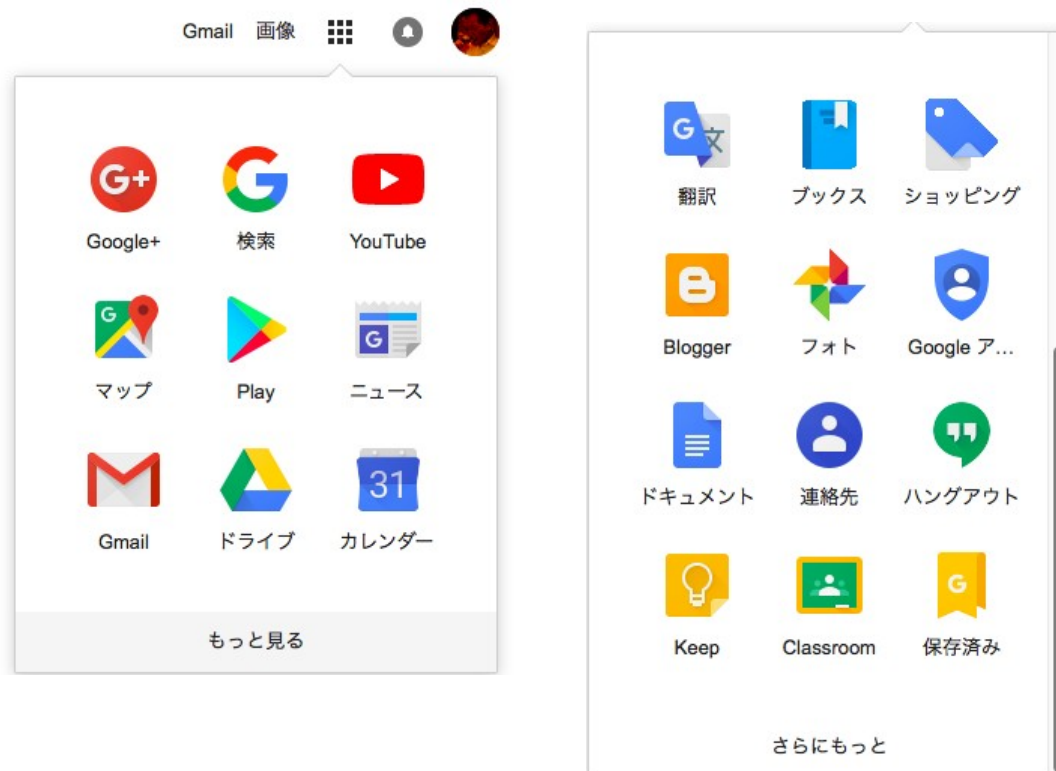 Gmail 画像
G+ G
Google+ 検索 YouTube
G G
マップ Play ニュース
31
Gmail ドライブ カレンダー
もっと見る
G 文
翻訳 ブックス ショッピング
B
Blogger フォト Google ア...
ドキュメント 連絡先 ハングアウト
G
Keep Classroom 保存済み
さらにもっと